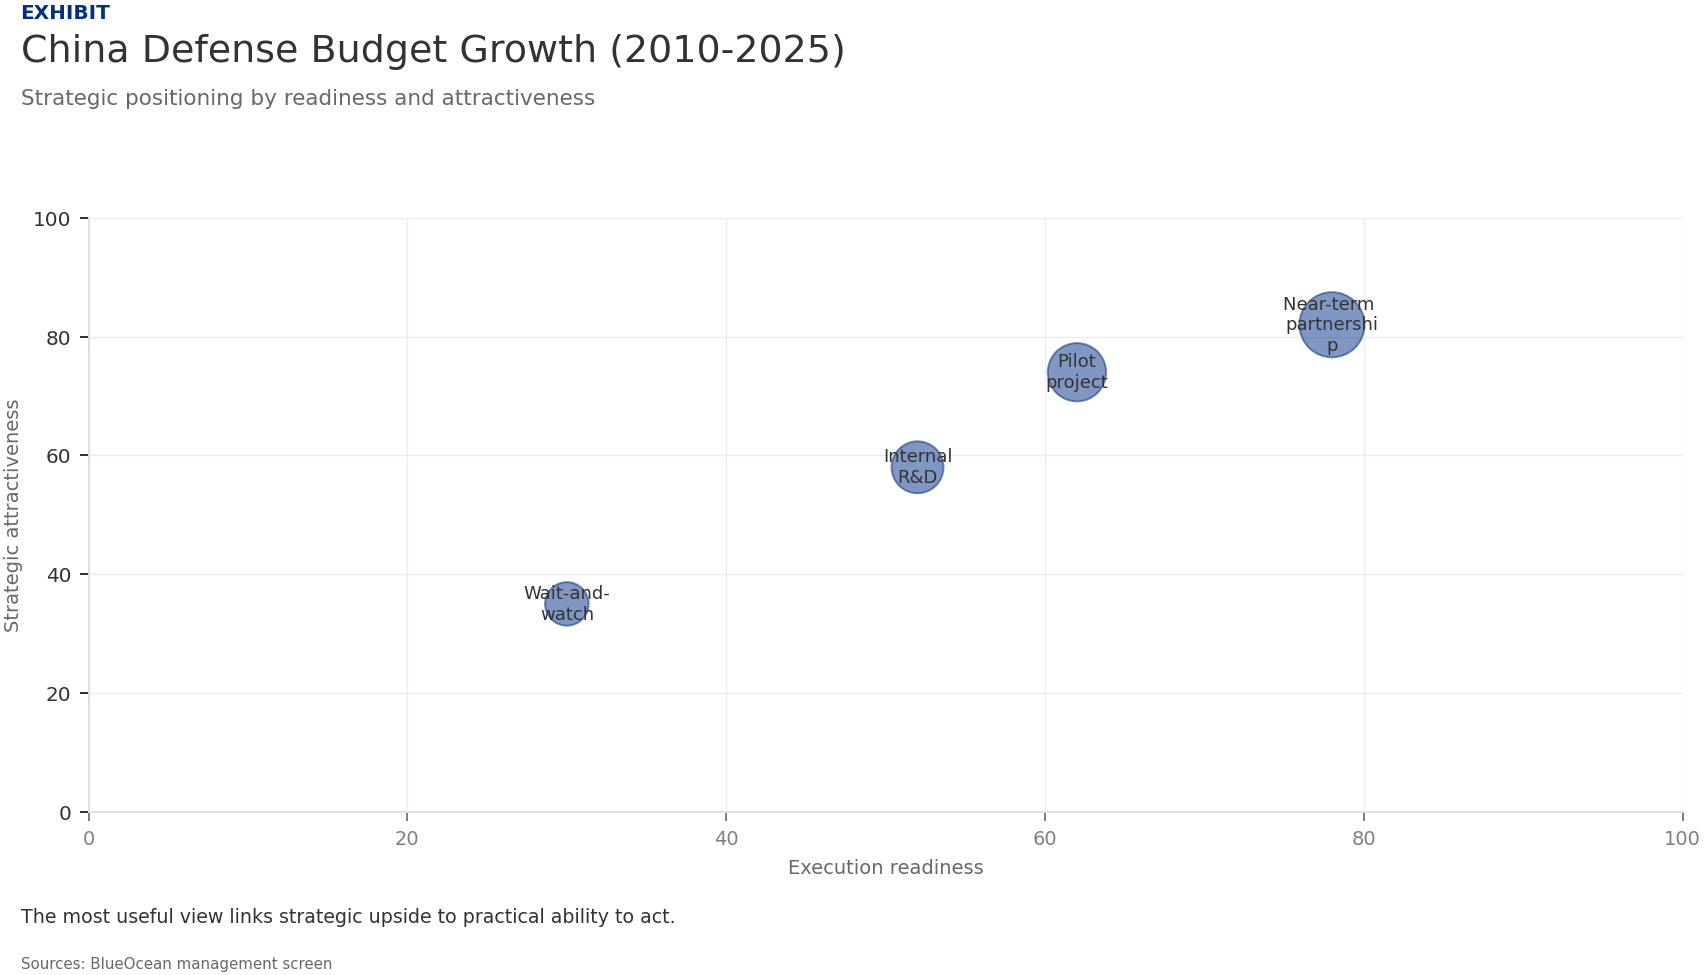 EXHIBIT
China Defense Budget Growth (2010-2025)
Strategic positioning by readiness and attractiveness
100
80
60
40
20
0
Strategic attractiveness
Near-term
partnershi
p
Pilot
project
Internal
R&D
Wait-and-
watch
0 20 40 60 80 100
Execution readiness
The most useful view links strategic upside to practical ability to act.
Sources: BlueOcean management screen